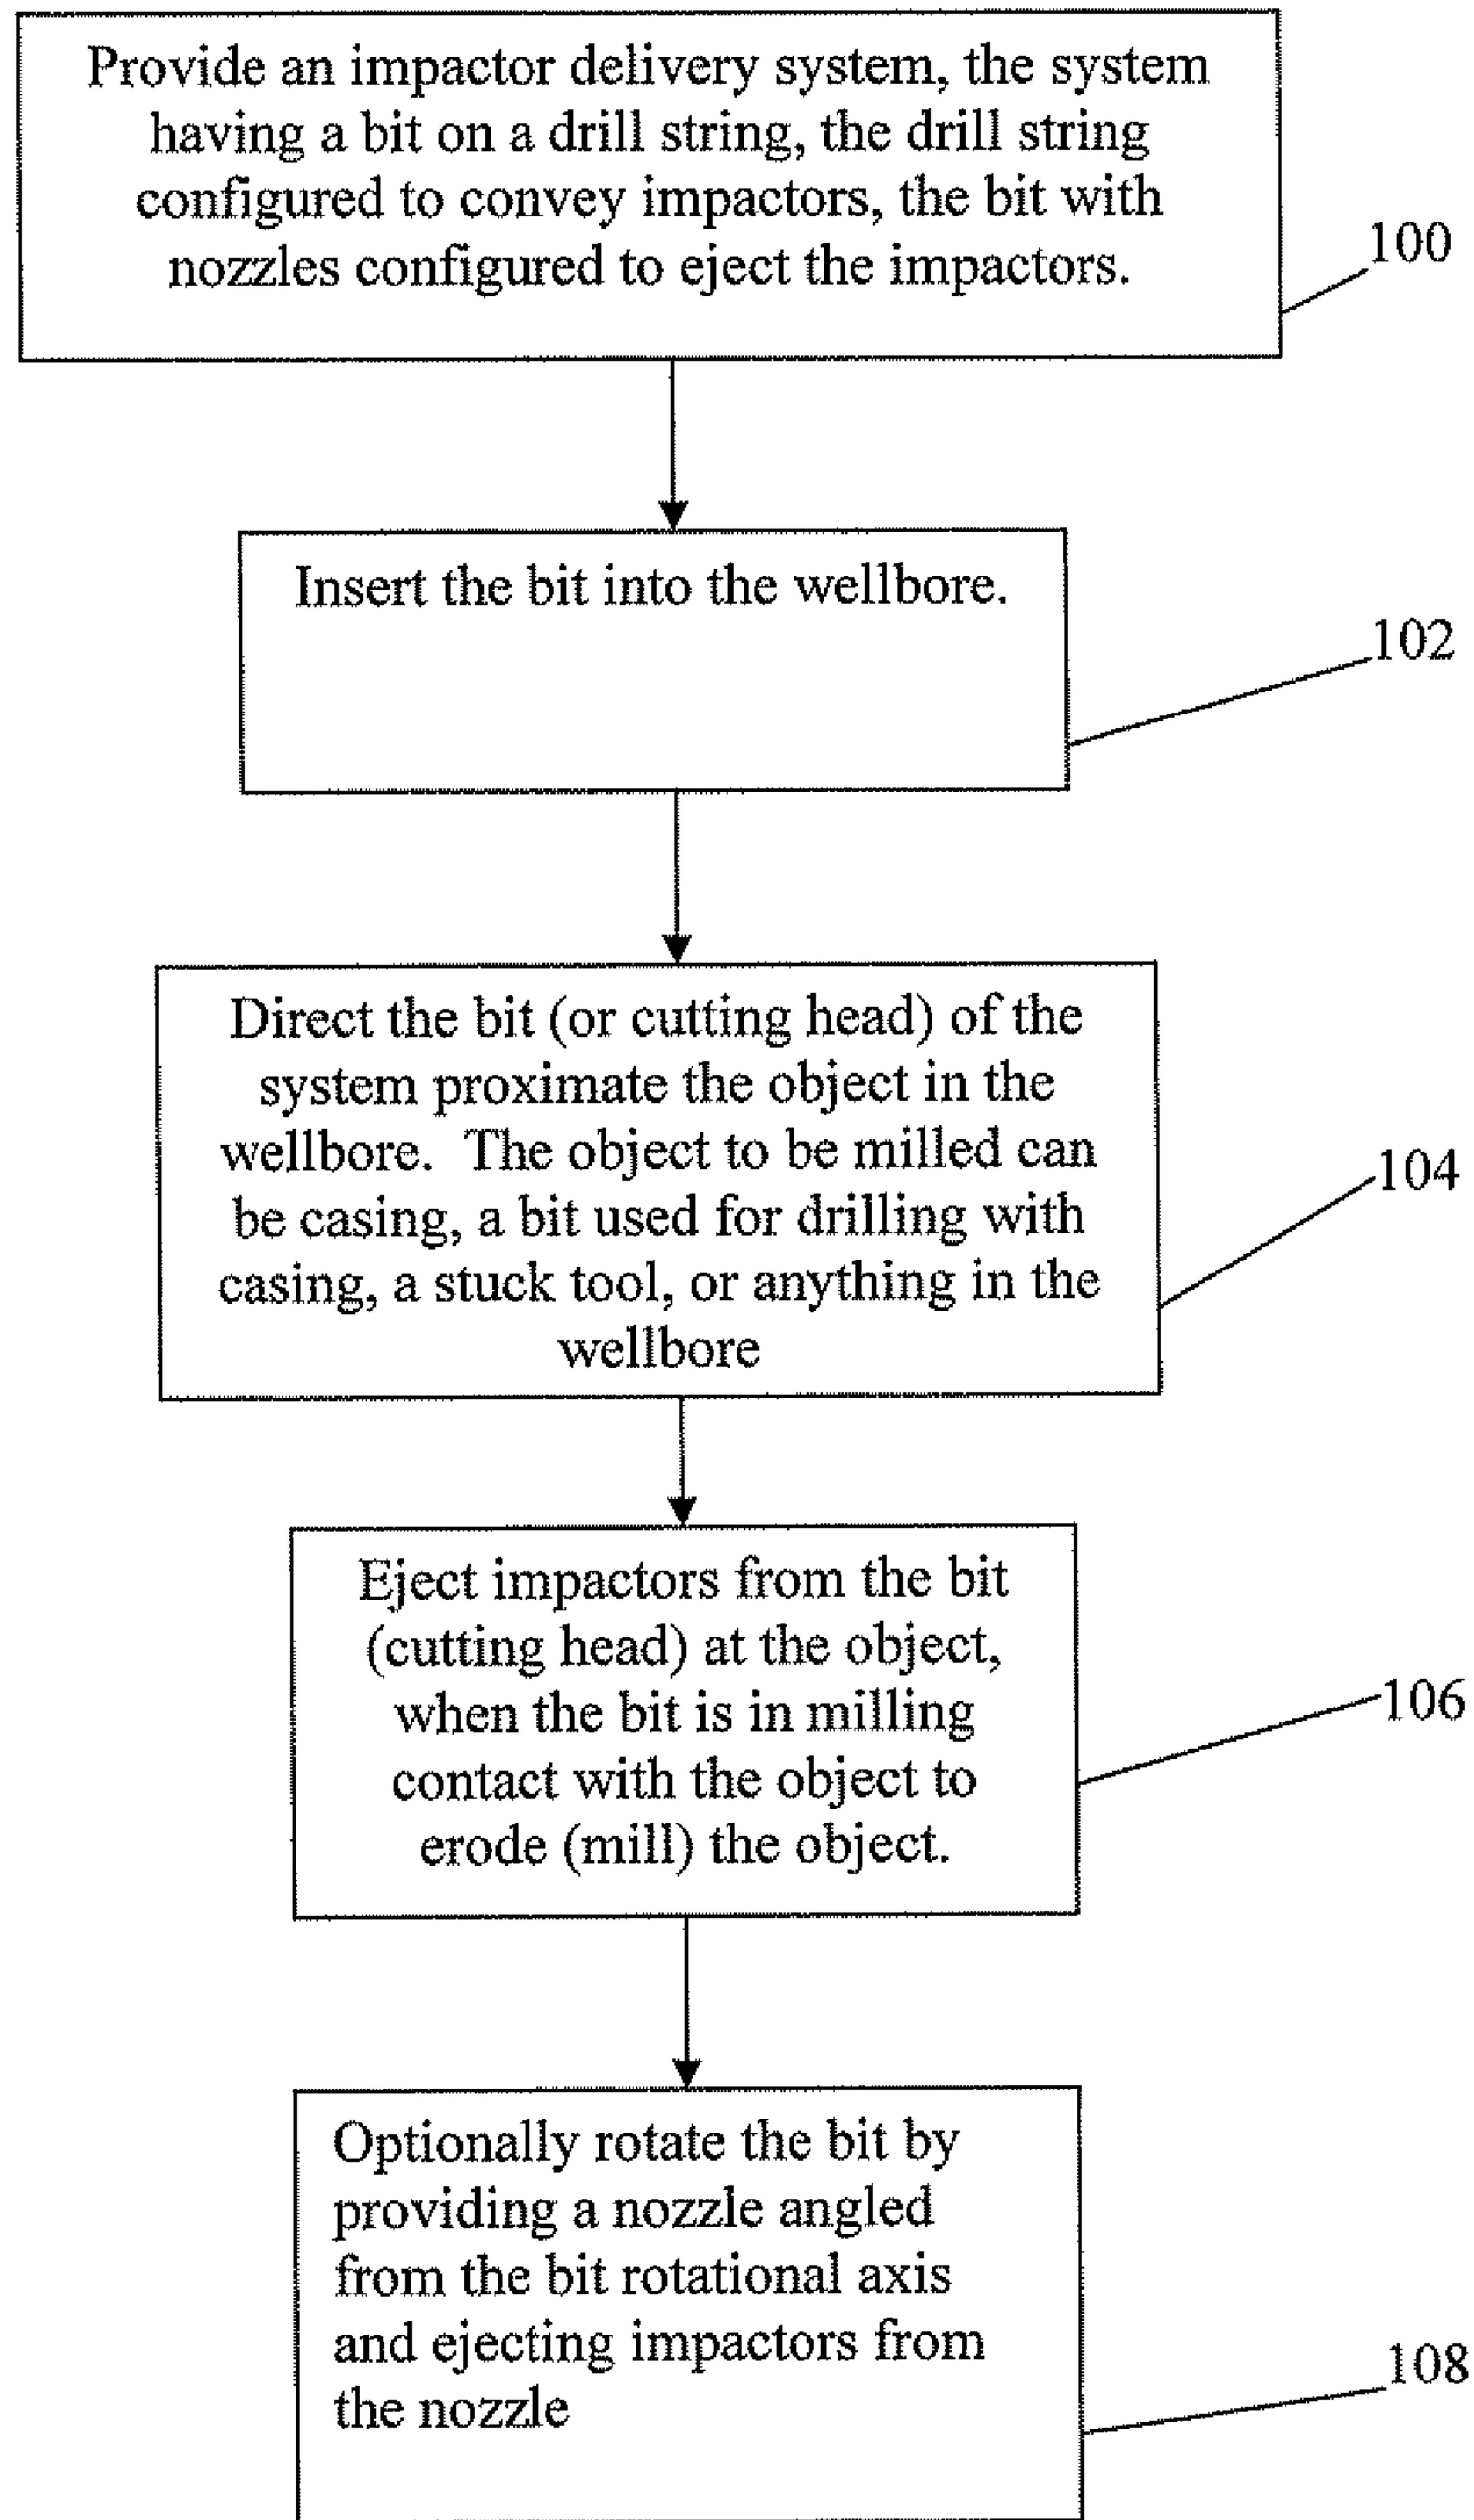 Provide an impactor delivery system, the system
having a bit on a drill string, the drill string
configured to convey impactors, the bit with
nozzles configured to eject the impactors.
100
Insert the bit into the wellbore.
102
Direct the bit (or cutting head) of the
system proximate the object in the
wellbore. The object to be milled can
be casing, a bit used for drilling with
casing, a stuck tool, or anything in the
wellbore
104
Eject impactors from the bit
(cutting head) at the object,
when the bit is in milling
contact with the object to
erode (mill) the object.
106
Optionally rotate the bit by
providing a nozzle angled
from the bit rotational axis
and ejecting impactors from
the nozzle
108